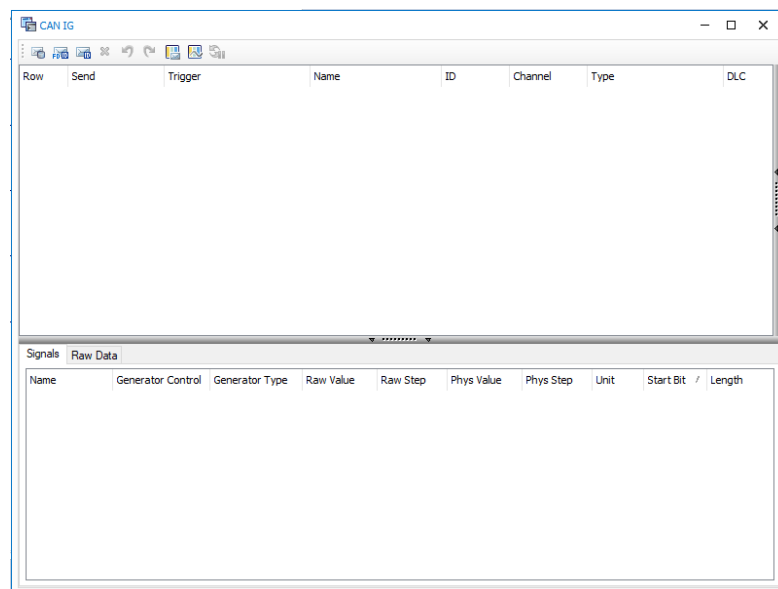 CAN IG
Row Send Trigger Name ID Channel Type DLC
Signals Raw Data
Name Generator Control Generator Type Raw Value Raw Step Phys Value Phys Step Unit Start Bit / Length